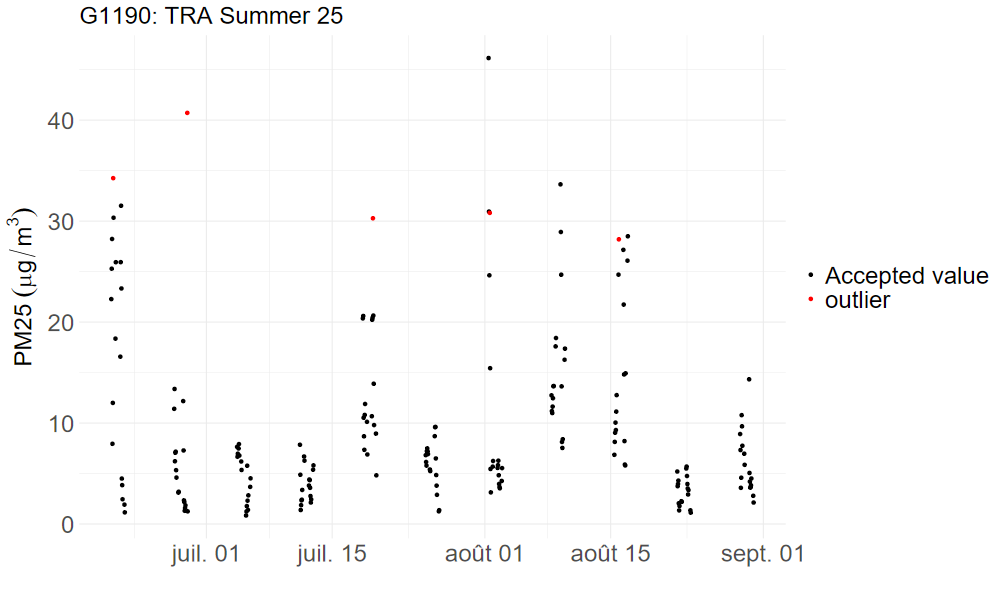 G1190: TRA Summer 25
PM25 (μg/m³)
40
30
20
10
0
juil. 01
juil. 15
août 01
août 15
sept. 01
Accepted value
outlier